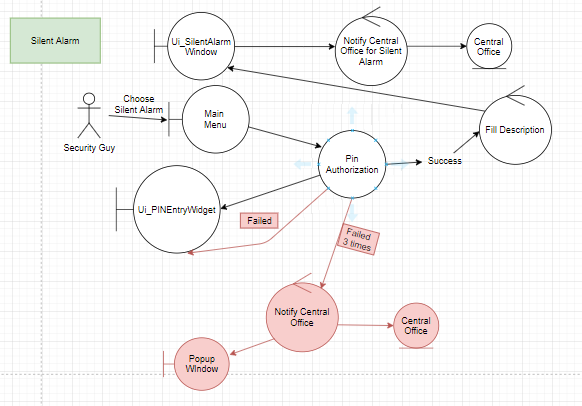 Silent Alarm
Ui_SilentAlarm
Window
Notify Central
Office for Silent
Alarm
Central
Office
Choose
Silent Alarm
Security Guy
Main
Menu
Fill Description
Pin
Authorization
Success
Ui_PINEntryWidget
Failed
Failed
3 times
Notify Central
Office
Central
Office
Popup
WIndow